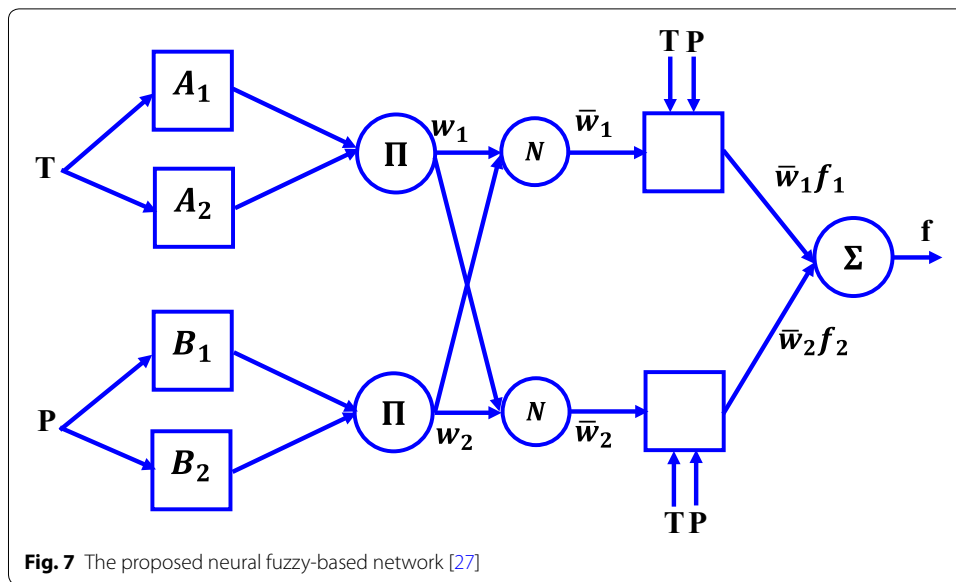 T P
A₁
w₁
w̅₁
Π
N
T
w̅₁f₁
A₂
f
Σ
B₁
w̅₂f₂
P
Π
N
w₂
w̅₂
B₂
T P
Fig. 7 The proposed neural fuzzy-based network [27]